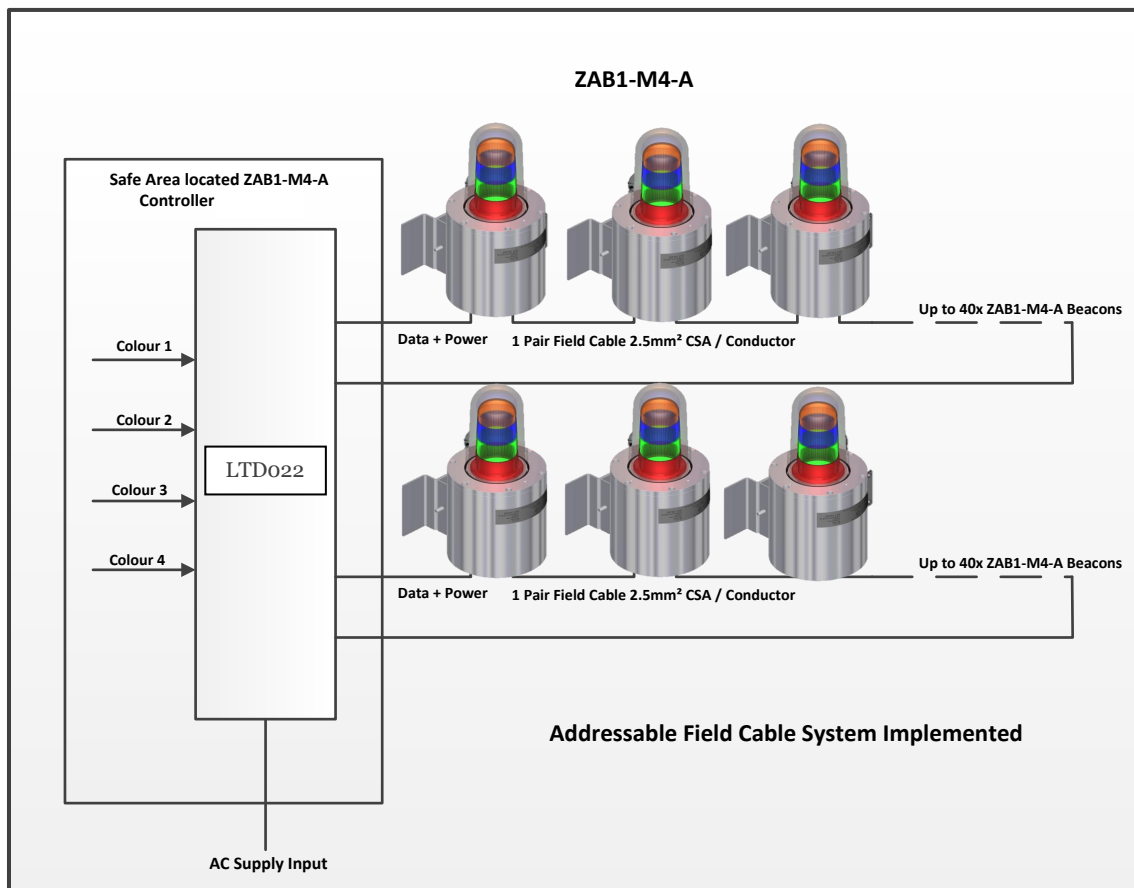 ZAB1-M4-A
Safe Area located ZAB1-M4-A
Controller
Up to 40x ZAB1-M4-A Beacons
Data + Power
1 Pair Field Cable 2.5mm² CSA / Conductor
Colour 1
Colour 2
LTD022
Colour 3
Colour 4
Up to 40x ZAB1-M4-A Beacons
Data + Power
1 Pair Field Cable 2.5mm² CSA / Conductor
Addressable Field Cable System Implemented
AC Supply Input